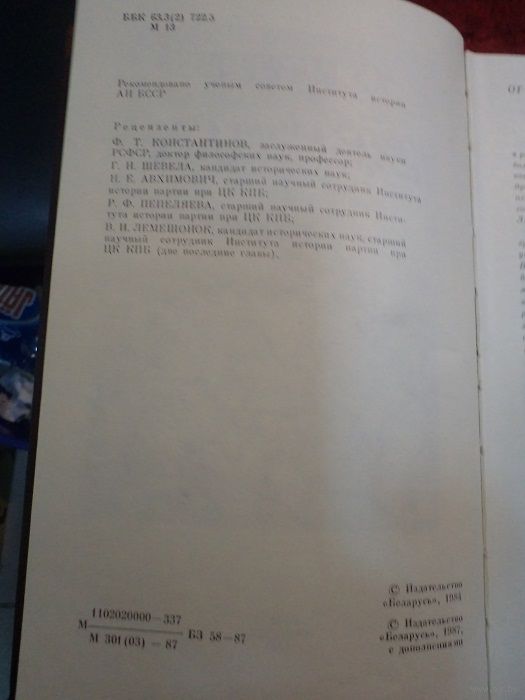 ББК 63.3(2) 722.3
М 13
Рекомендовано ученым советом Института истории
АН БССР
Рецензенты:
Ф. Т. КОНСТАНТИНОВ, заслуженный деятель науки
РСФСР, доктор философских наук, профессор;
Г. Н. ШЕВЕЛА, кандидат исторических наук;
Н. Е. АВХИМОВИЧ, старший научный сотрудник Института
истории партии при ЦК КПБ;
Р. Ф. ПЕПЕЛЯЕВА, старший научный сотрудник Инсти-
тута истории партии при ЦК КПБ;
В. И. ЛЕМЕШОНОК, кандидат исторических наук, старший
научный сотрудник Института истории партии при
ЦК КПБ (две последние главы).
ОТ
© Издательство
«Беларусь», 1984
© Издательство
«Беларусь», 1987,
с дополнениями
1102020000—337
М
М 301(03) — 87
БЗ 58—87